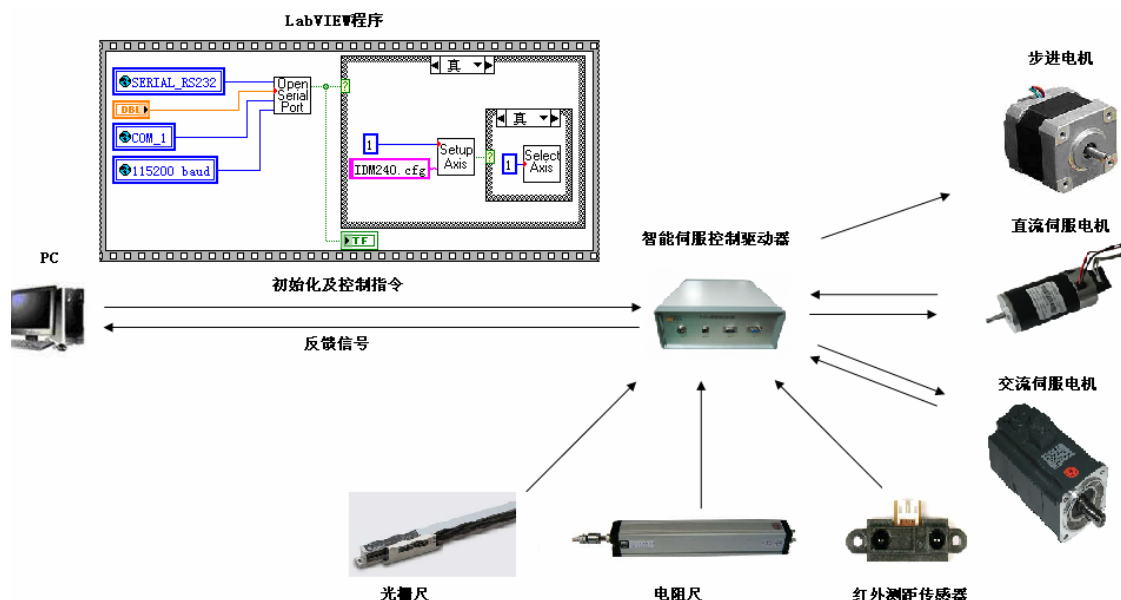 LabVIEW程序
SERIAL_RS232
DBL
COM_1
115200 baud
Open
Serial
Port
真
?
1
IDM240.cfg
Setup
Axis
真
?
1
Select
Axis
TF
PC
初始化及控制指令
反馈信号
智能伺服控制驱动器
步进电机
直流伺服电机
交流伺服电机
光栅尺
电阻尺
红外测距传感器